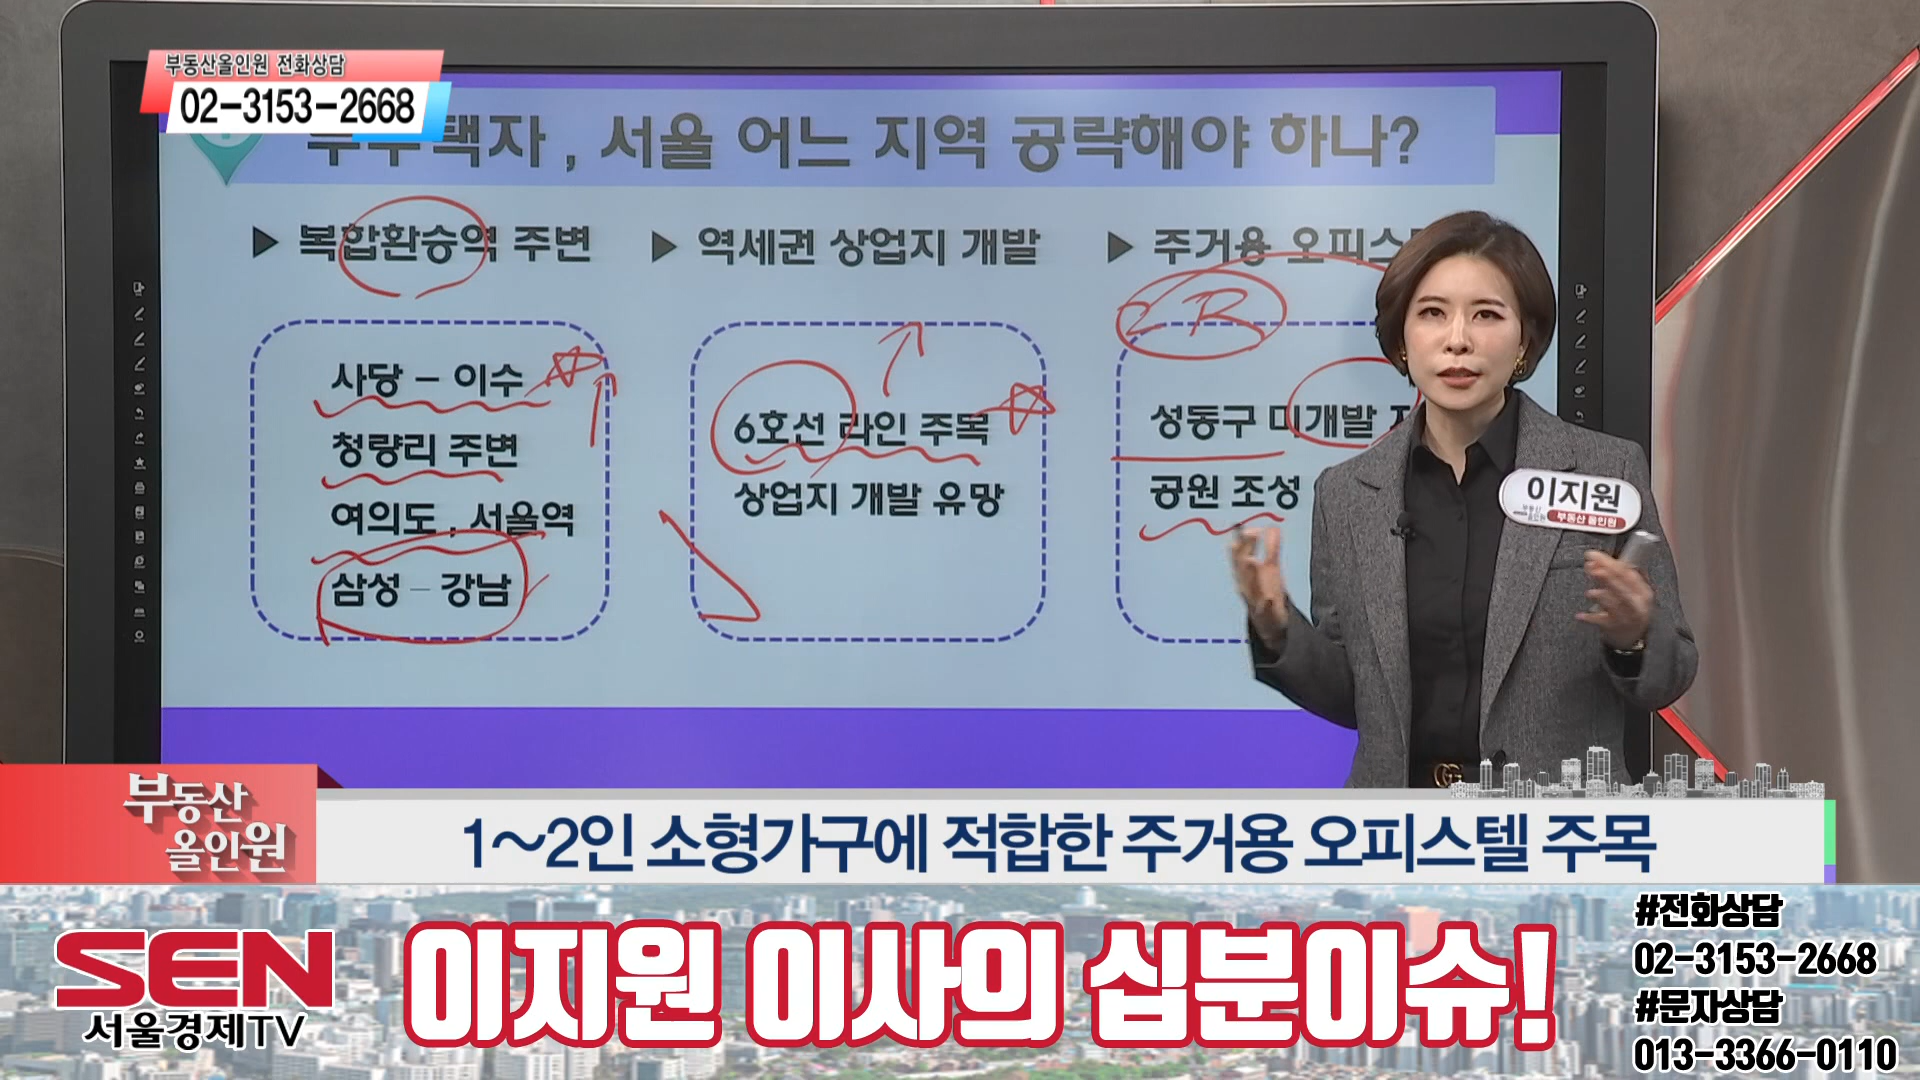 부동산올인원 전화상담
02-3153-2668
택자, 서울 어느 지역 공략해야 하나?
▶ 복합환승역 주변
사당 - 이수
청량리 주변
여의도, 서울역
삼성 - 강남
▶ 역세권 상업지 개발
6호선 라인 주목
상업지 개발 유망
▶ 주거용 오피스
2R
성동구 미개발
공원 조성
이지원
부동산 올인원
부동산
올인원
1~2인 소형가구에 적합한 주거용 오피스텔 주목
SEN
서울경제TV
이지원 이사의 십분이슈!
#전화상담
02-3153-2668
#문자상담
013-3366-0110